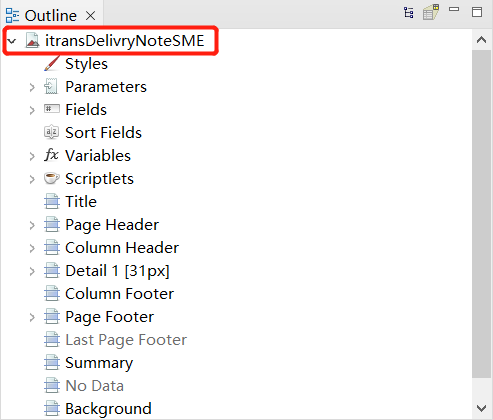 Outline
itransDelivryNoteSME
Styles
Parameters
Fields
Sort Fields
fx Variables
Scriptlets
Title
Page Header
Column Header
Detail 1 [31px]
Column Footer
Page Footer
Last Page Footer
Summary
No Data
Background